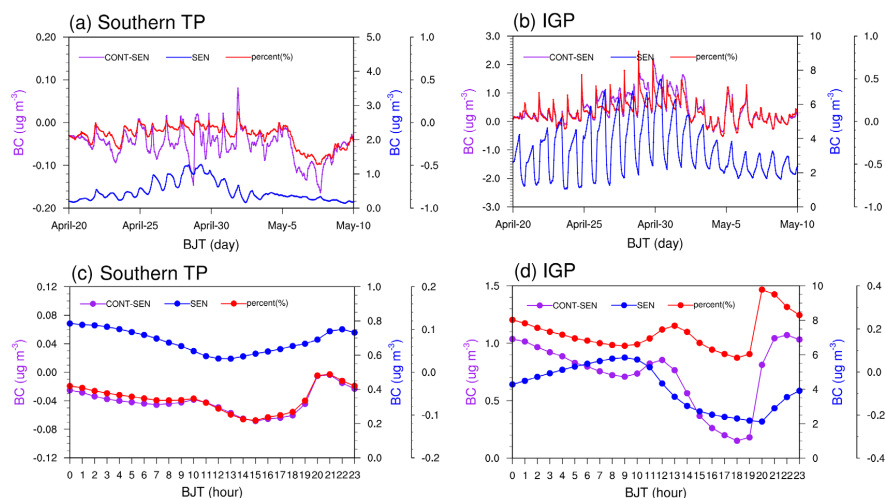 (a) Southern TP
0,20
0.10
0.00
-0.10
-0.20
BC (ug m-3)
CONT-SEN SEN percent(%)
5.0
4.0
3.0
2.0
1.0
0.0
BC (ug m-3)
1.0
0.5
0.0
-0.5
-1.0
April-20 April-25 April-30 May-5 May-10
BJT (day)
(b) IGP
3.0
2.0
1.0
0.0
-1.0
-2.0
-3.0
BC (ug m-3)
CONT-SEN SEN percent(%)
10
8
6
4
2
0
BC (ug m-3)
1.0
0.5
0.0
-0.5
-1.0
April-20 April-25 April-30 May-5 May-10
BJT (day)
(c) Southern TP
0.12
0.08
0.04
0.00
-0.04
-0.08
-0.12
BC (ug m-3)
CONT-SEN SEN percent(%)
1.0
0.8
0.6
0.4
0.2
0.0
BC (ug m-3)
0.2
0.1
0.0
-0.1
-0.2
0 1 2 3 4 5 6 7 8 9 10 11 12 13 14 15 16 17 18 19 20 21 22 23
BJT (hour)
(d) IGP
1.5
1.0
0.5
0.0
BC (ug m-3)
CONT-SEN SEN percent(%)
10
8
6
4
2
0
BC (ug m-3)
0.4
0.2
0.0
-0.2
-0.4
0 1 2 3 4 5 6 7 8 9 10 11 12 13 14 15 16 17 18 19 20 21 22 23
BJT (hour)